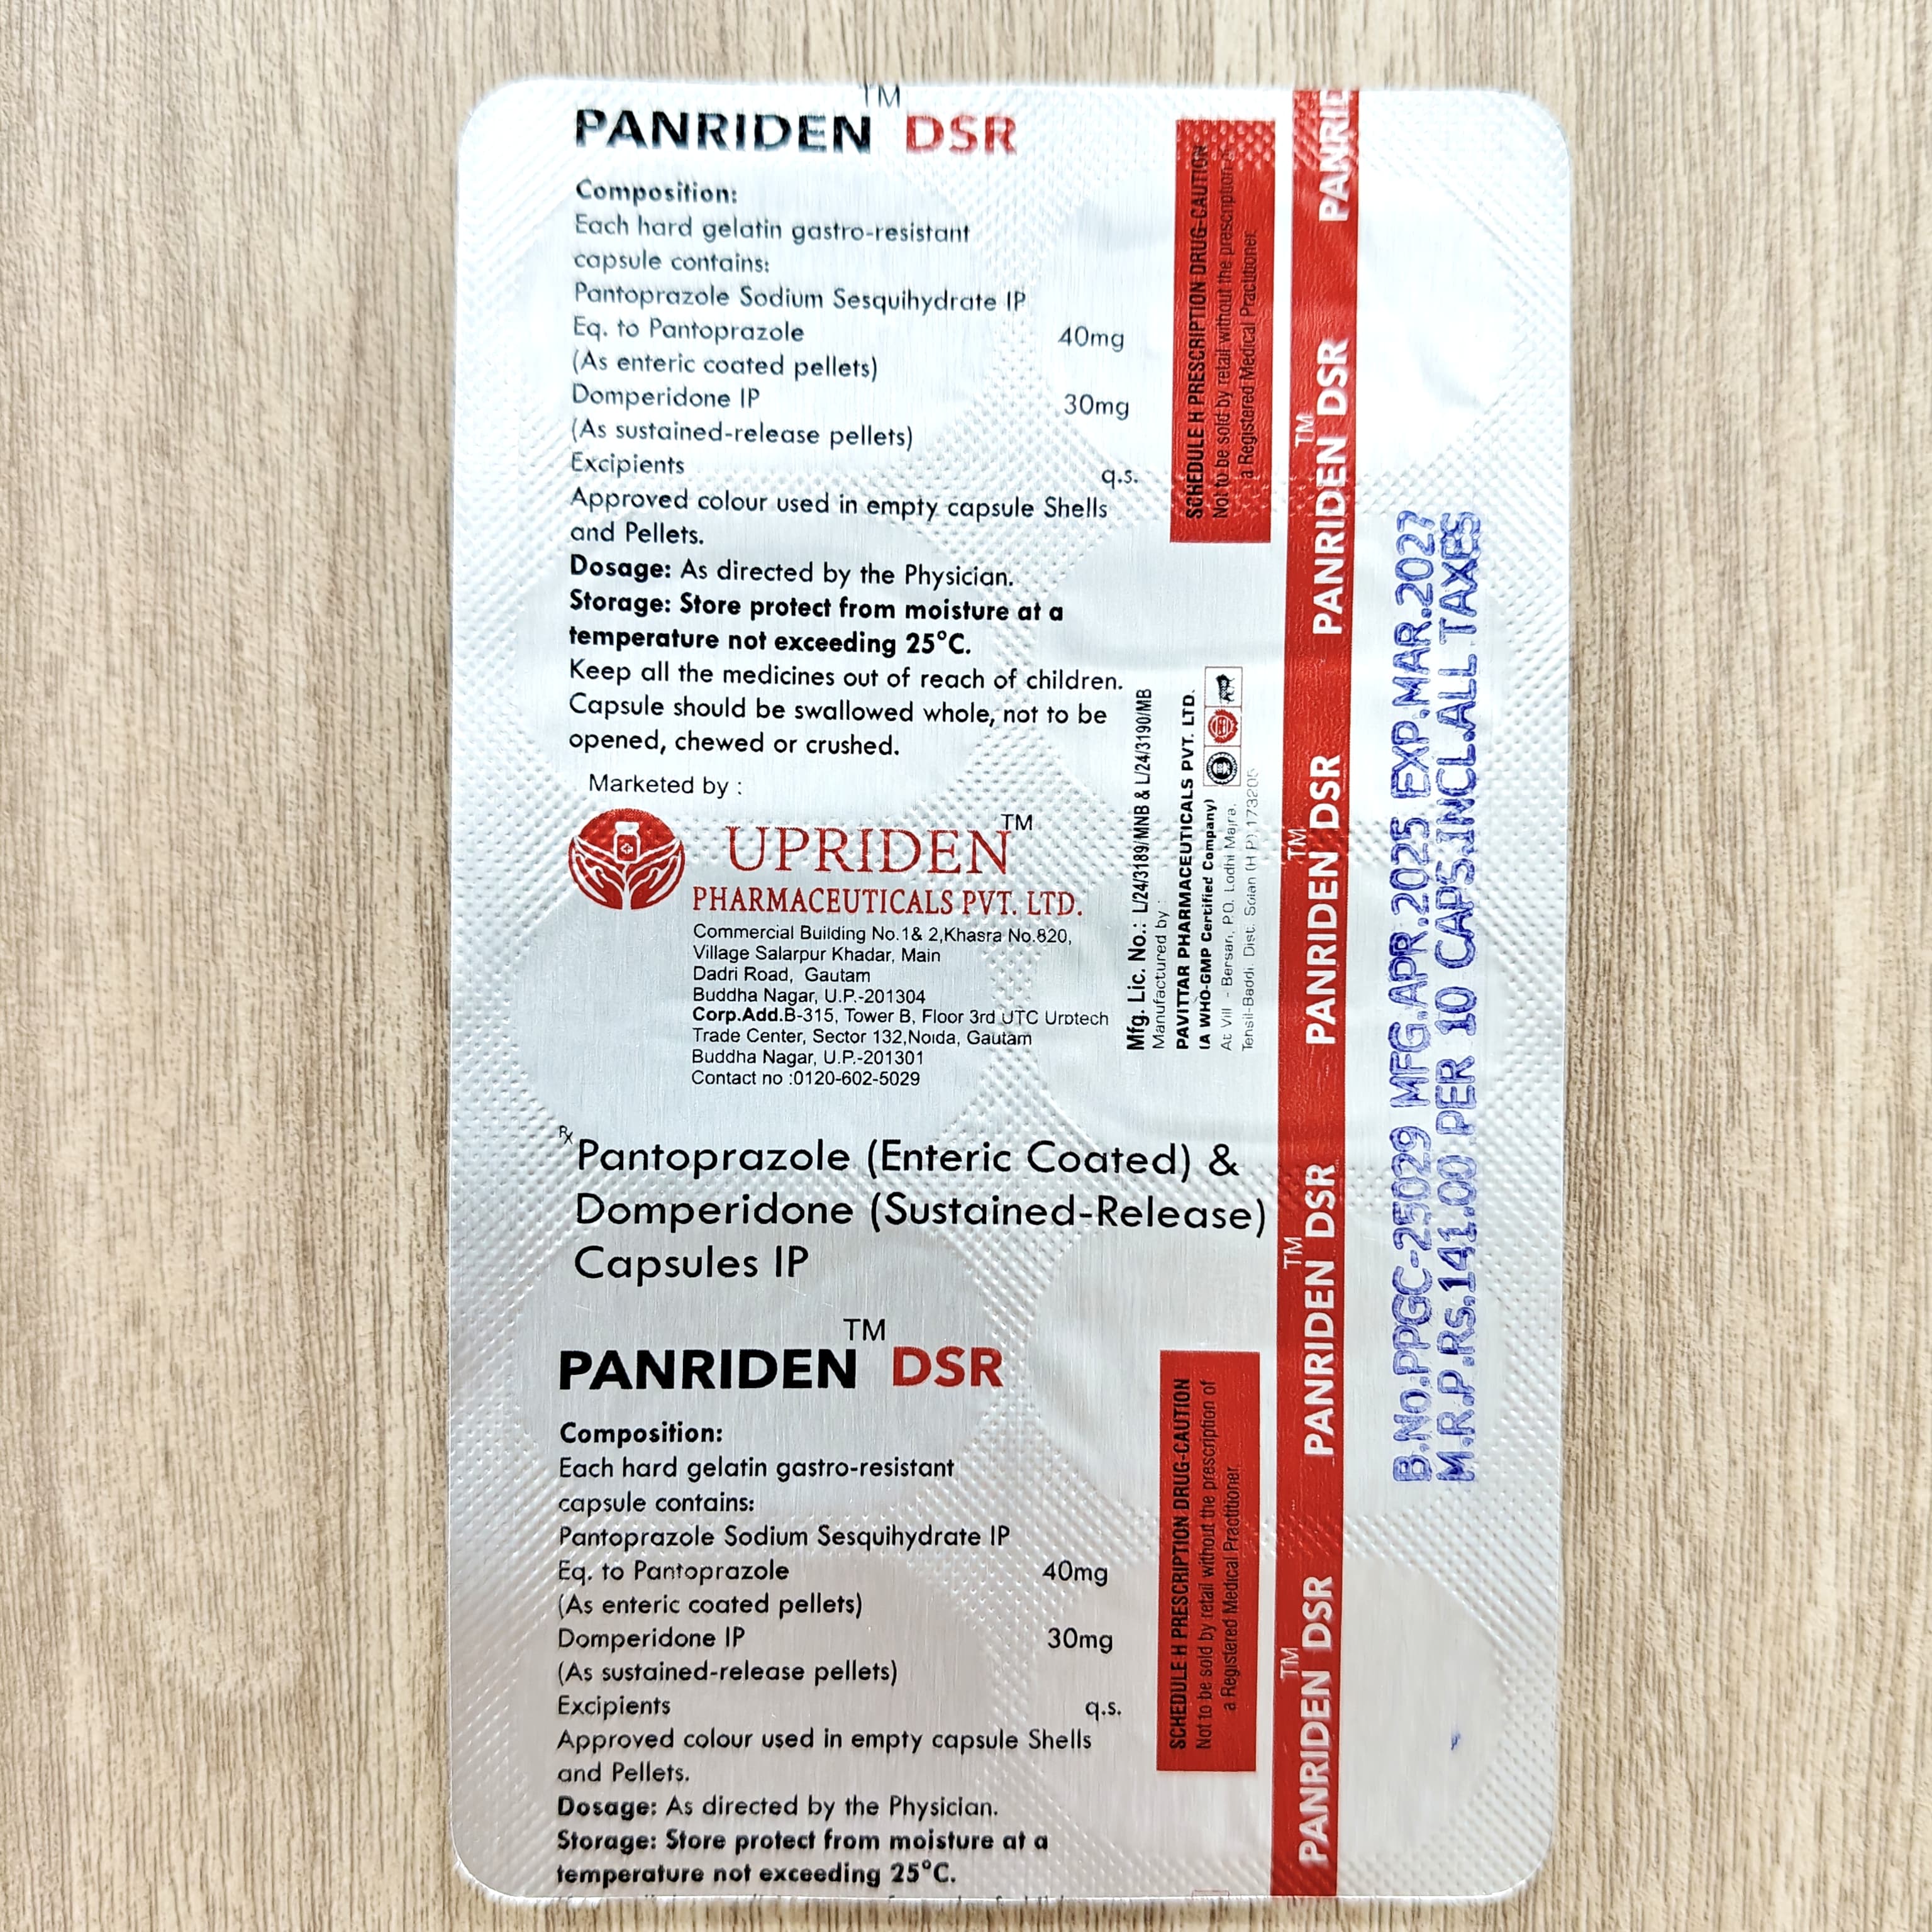 PANRIDEN™ DSR
Composition:
Each hard gelatin gastro-resistant
capsule contains:
Pantoprazole Sodium Sesquihydrate IP
Eq. to Pantoprazole 40mg
(As enteric coated pellets)
Domperidone IP 30mg
(As sustained-release pellets)
Excipients q.s.
Approved colour used in empty capsule Shells
and Pellets.
Dosage: As directed by the Physician.
Storage: Store protect from moisture at a
temperature not exceeding 25°C.
Keep all the medicines out of reach of children.
Capsule should be swallowed whole, not to be
opened, chewed or crushed.
Marketed by :
UPRIDEN™
PHARMACEUTICALS PVT. LTD.
Commercial Building No.1& 2,Khasra No.820,
Village Salarpur Khadar, Main
Dadri Road, Gautam
Buddha Nagar, U.P.-201304
Corp.Add.B-315, Tower B, Floor 3rd UTC Urbtech
Trade Center, Sector 132,Noida, Gautam
Buddha Nagar, U.P.-201301
Contact no :0120-602-5029
Rx
Pantoprazole (Enteric Coated) &
Domperidone (Sustained-Release)
Capsules IP
PANRIDEN™ DSR
Composition:
Each hard gelatin gastro-resistant
capsule contains:
Pantoprazole Sodium Sesquihydrate IP
Eq. to Pantoprazole 40mg
(As enteric coated pellets)
Domperidone IP 30mg
(As sustained-release pellets)
Excipients q.s.
Approved colour used in empty capsule Shells
and Pellets.
Dosage: As directed by the Physician.
Storage: Store protect from moisture at a
temperature not exceeding 25°C.
SCHEDULE H PRESCRIPTION DRUG-CAUTION
Not to be sold by retail without the prescription of
a Registered Medical Practitioner.
Mfg. Lic. No.: L/24/3189/MNB & L/24/3190/MB
Manufactured by :
PAVITTAR PHARMACEUTICALS PVT. LTD.
(A WHO-GMP Certified Company)
At Vill - Bersan, P.O. Lodhi Majra,
Tehsil-Baddi, Dist. Solan (H.P.) 173205
SCHEDULE H PRESCRIPTION DRUG-CAUTION
Not to be sold by retail without the prescription of
a Registered Medical Practitioner.
PANRIDEN™ DSR
PANRIDEN™ DSR
PANRIDEN™ DSR
PANRIDEN™ DSR
PANRID
B.No.PPGC-25029 MFG.APR.2025 EXP.MAR.2027
M.R.P.Rs.141.00 PER 10 CAPS.INCL.ALL TAXES